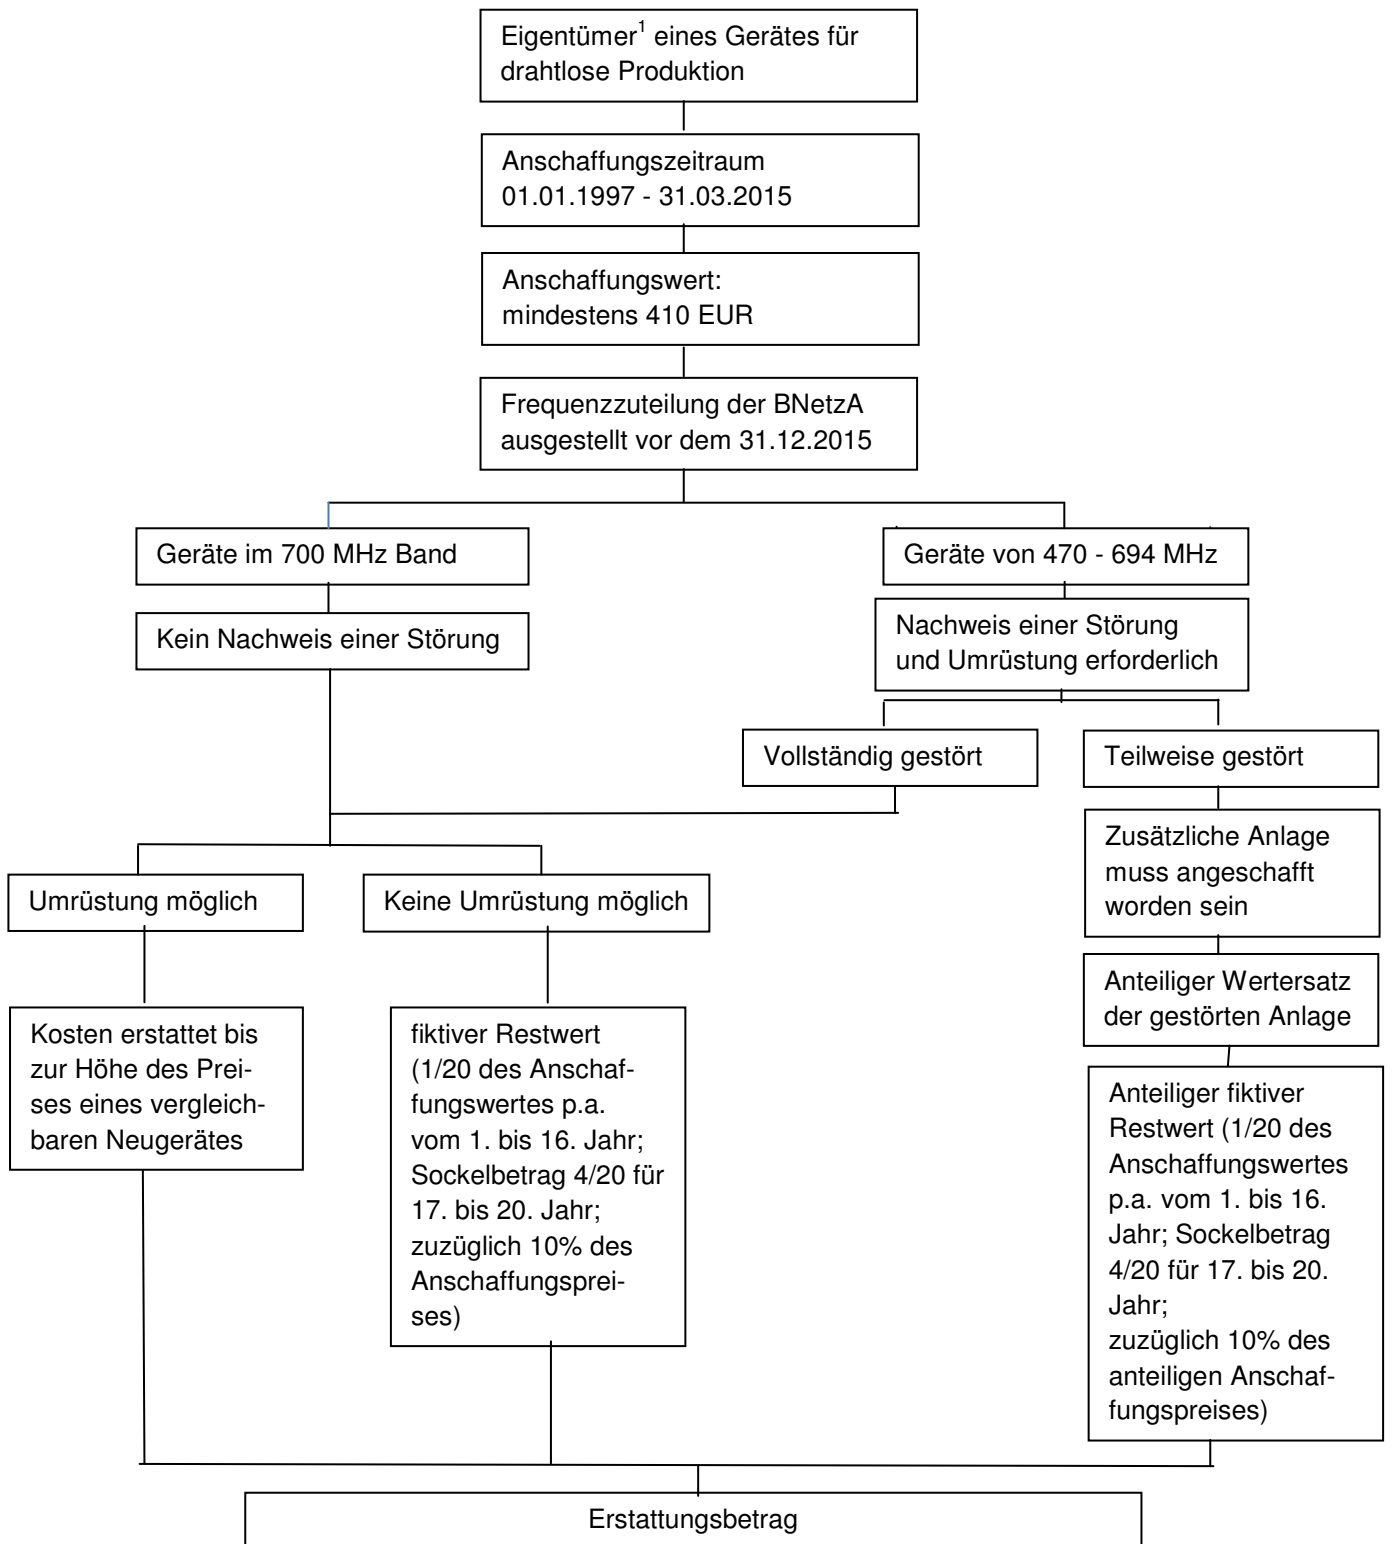 Eigentümer¹ eines Gerätes für
drahtlose Produktion
Anschaffungszeitraum
01.01.1997 - 31.03.2015
Anschaffungswert:
mindestens 410 EUR
Frequenzzuteilung der BNetzA
ausgestellt vor dem 31.12.2015
Geräte im 700 MHz Band
Geräte von 470 - 694 MHz
Kein Nachweis einer Störung
Nachweis einer Störung
und Umrüstung erforderlich
Vollständig gestört
Teilweise gestört
Zusätzliche Anlage
muss angeschafft
worden sein
Umrüstung möglich
Keine Umrüstung möglich
Anteiliger Wertersatz
der gestörten Anlage
Kosten erstattet bis
zur Höhe des Prei-
ses eines vergleich-
baren Neugerätes
fiktiver Restwert
(1/20 des Anschaf-
fungswertes p.a.
vom 1. bis 16. Jahr;
Sockelbetrag 4/20 für
17. bis 20. Jahr;
zuzüglich 10% des
Anschaffungsprei-
ses)
Anteiliger fiktiver
Restwert (1/20 des
Anschaffungswertes
p.a. vom 1. bis 16.
Jahr; Sockelbetrag
4/20 für 17. bis 20.
Jahr;
zuzüglich 10% des
anteiligen Anschaf-
fungspreises)
Erstattungsbetrag